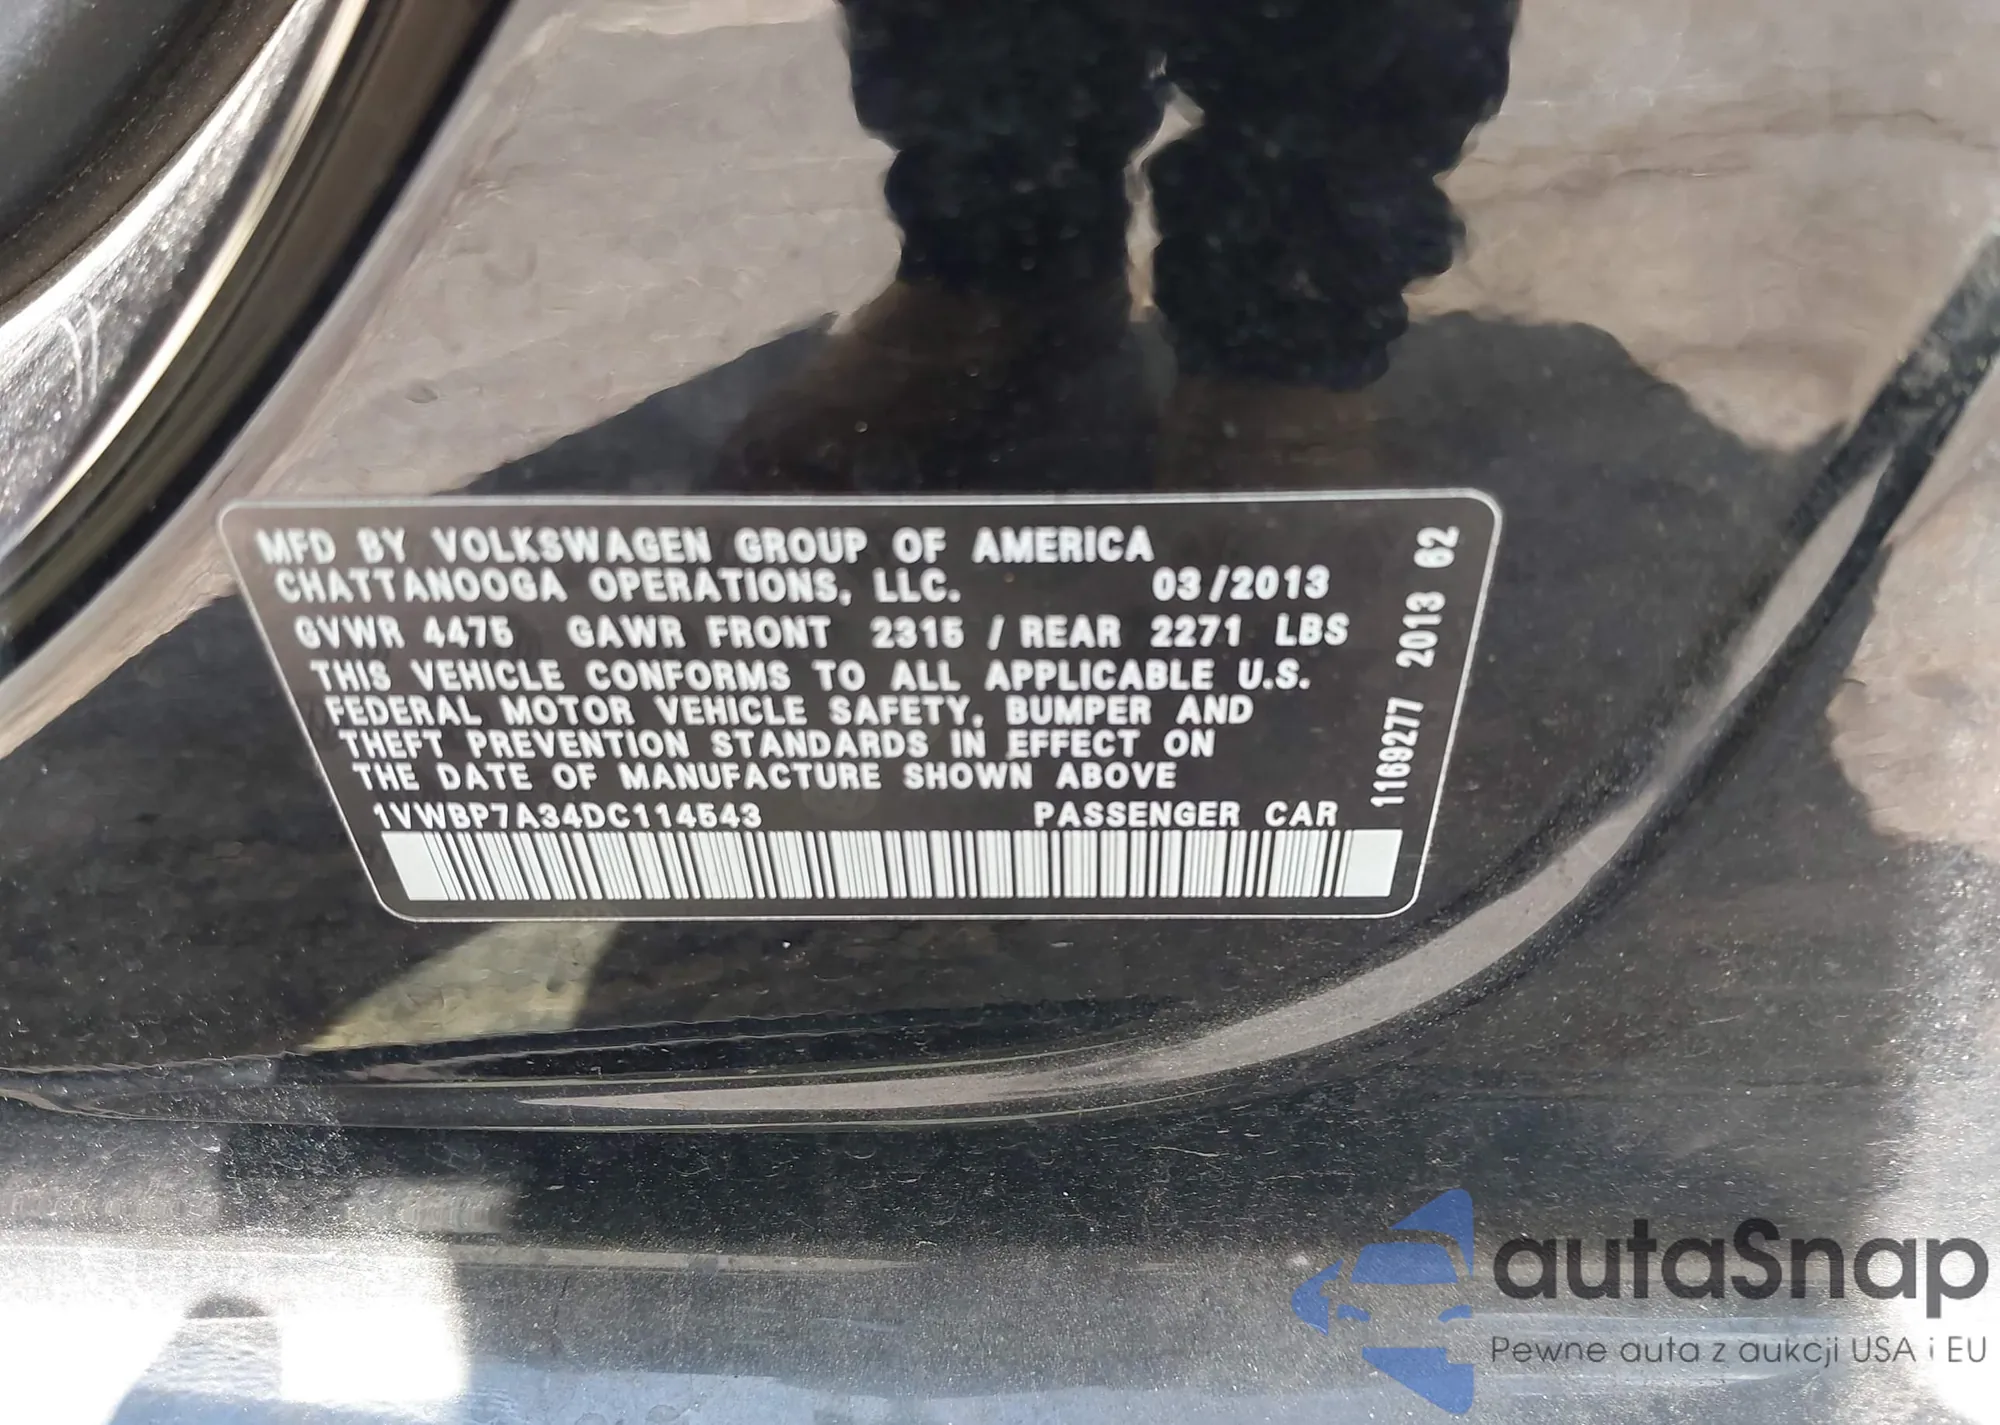 MFD BY VOLKSWAGEN GROUP OF AMERICA
CHATTANOOGA OPERATIONS, LLC. 03/2013
GVWR 4475 GAWR FRONT 2315 / REAR 2271 LBS
THIS VEHICLE CONFORMS TO ALL APPLICABLE U.S.
FEDERAL MOTOR VEHICLE SAFETY, BUMPER AND
THEFT PREVENTION STANDARDS IN EFFECT ON
THE DATE OF MANUFACTURE SHOWN ABOVE
1VWBP7A34DC114543 PASSENGER CAR
1169277 2013 62
autaSnap
Pewne auta z aukcji USA i EU